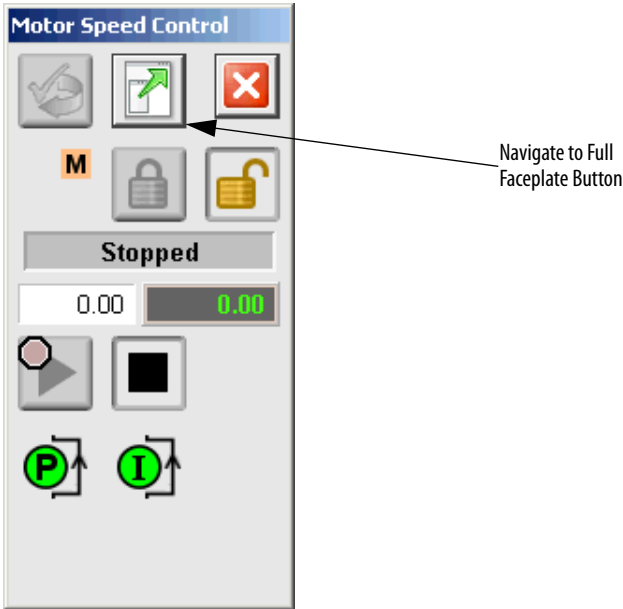 Motor Speed Control
Navigate to Full
Faceplate Button
M
Stopped
0.00 0.00
P I